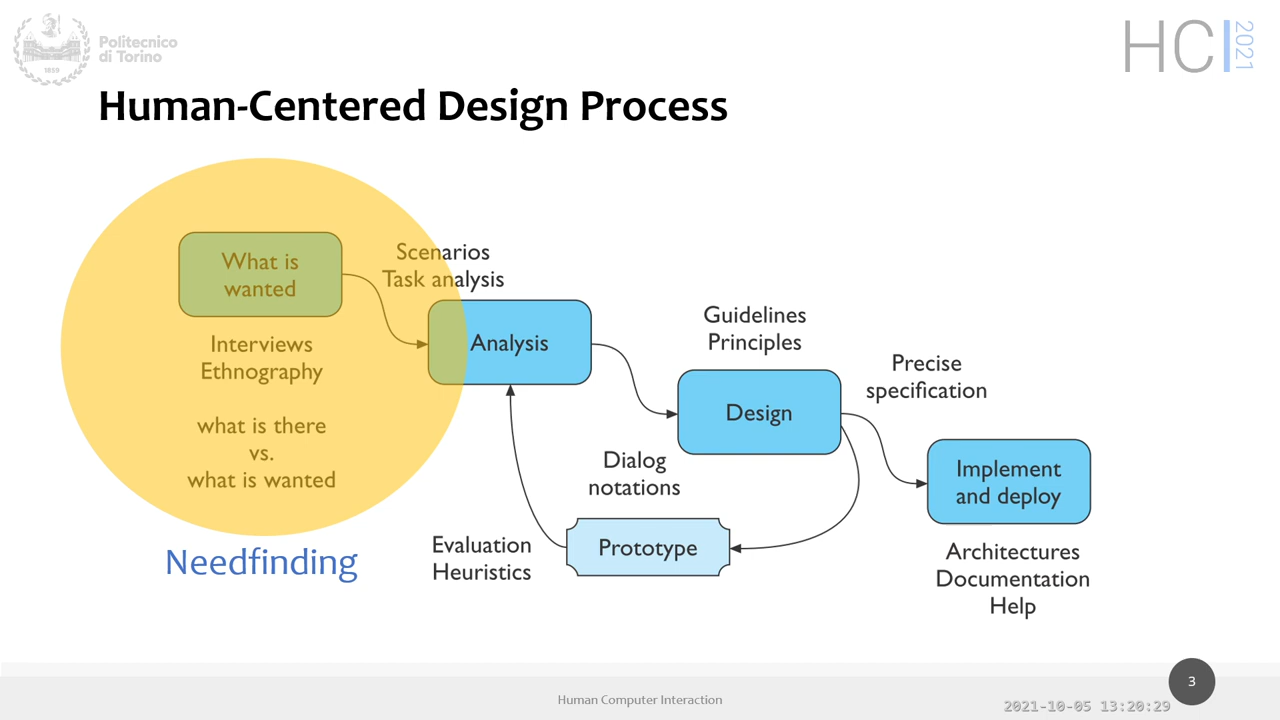 Politecnico
di Torino
1859
HCI
2021
Human-Centered Design Process
What is
wanted
Interviews
Ethnography
what is there
vs.
what is wanted
Needfinding
Scenarios
Task analysis
Analysis
Guidelines
Principles
Design
Precise
specification
Implement
and deploy
Architectures
Documentation
Help
Dialog
notations
Prototype
Evaluation
Heuristics
Human Computer Interaction
3
2021-10-05 13:20:29